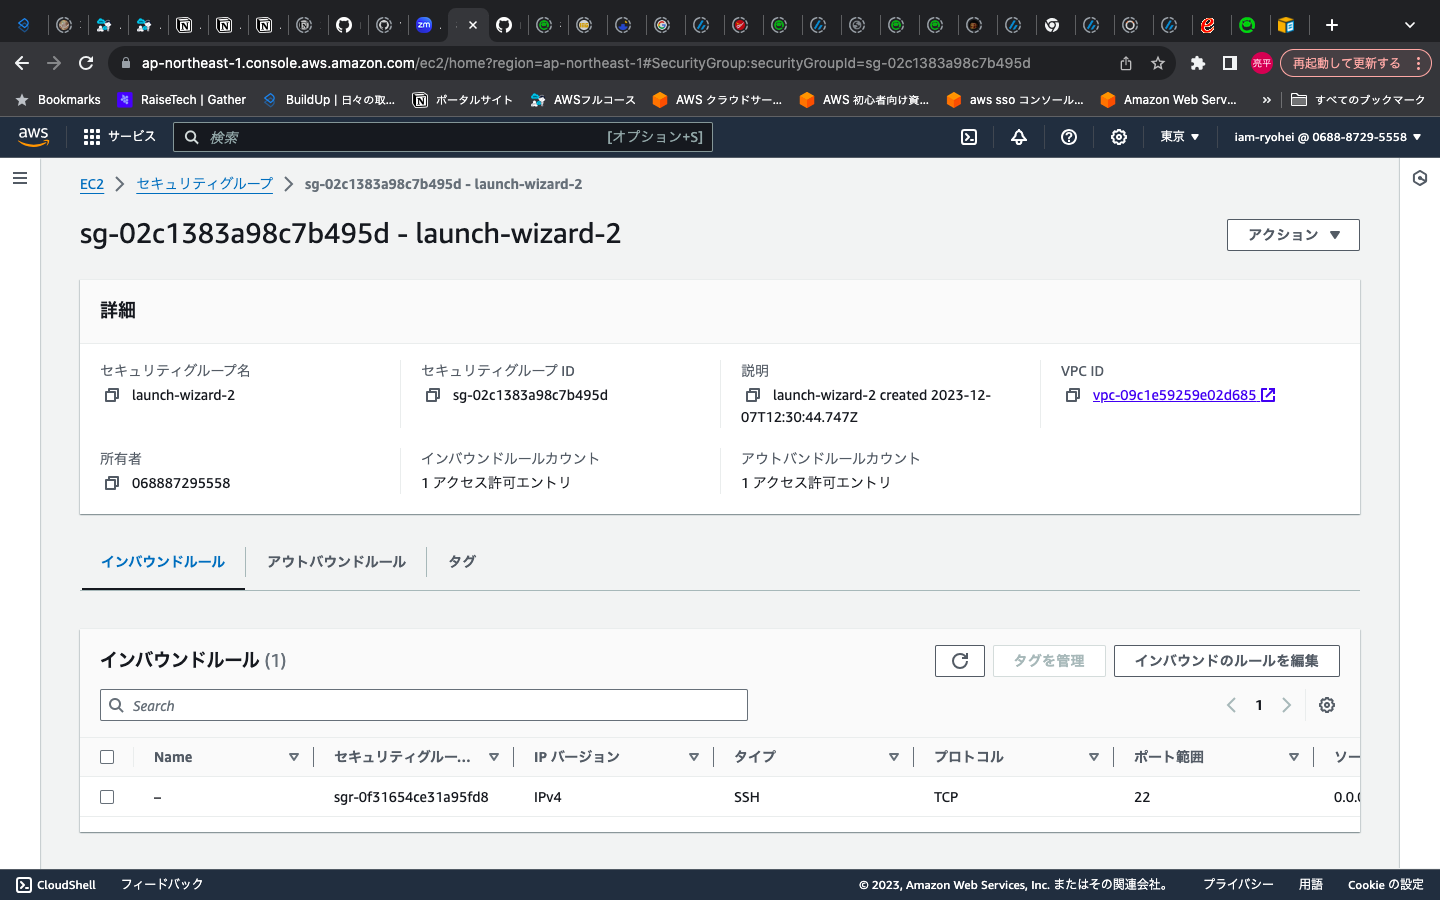 ap-northeast-1.console.aws.amazon.com/ec2/home?region=ap-northeast-1#SecurityGroup:securityGroupId=sg-02c1383a98c7b495d
亮平
再起動して更新する
Bookmarks
RaiseTech | Gather
BuildUp | 日々の取...
ポータルサイト
AWSフルコース
AWS クラウドサー...
AWS 初心者向け資...
aws sso コンソール...
Amazon Web Serv...
»
すべてのブックマーク
aws
サービス
検索
[オプション+S]
東京
iam-ryohei @ 0688-8729-5558
EC2
セキュリティグループ
sg-02c1383a98c7b495d - launch-wizard-2
sg-02c1383a98c7b495d - launch-wizard-2
アクション
詳細
セキュリティグループ名
launch-wizard-2
セキュリティグループ ID
sg-02c1383a98c7b495d
説明
launch-wizard-2 created 2023-12-
07T12:30:44.747Z
VPC ID
vpc-09c1e59259e02d685
所有者
068887295558
インバウンドルールカウント
1 アクセス許可エントリ
アウトバンドルールカウント
1 アクセス許可エントリ
インバウンドルール
アウトバウンドルール
タグ
インバウンドルール (1)
タグを管理
インバウンドのルールを編集
Search
1
Name
セキュリティグルー...
IP バージョン
タイプ
プロトコル
ポート範囲
ソー
–
sgr-0f31654ce31a95fd8
IPv4
SSH
TCP
22
0.0.0
CloudShell
フィードバック
© 2023, Amazon Web Services, Inc. またはその関連会社。
プライバシー
用語
Cookie の設定